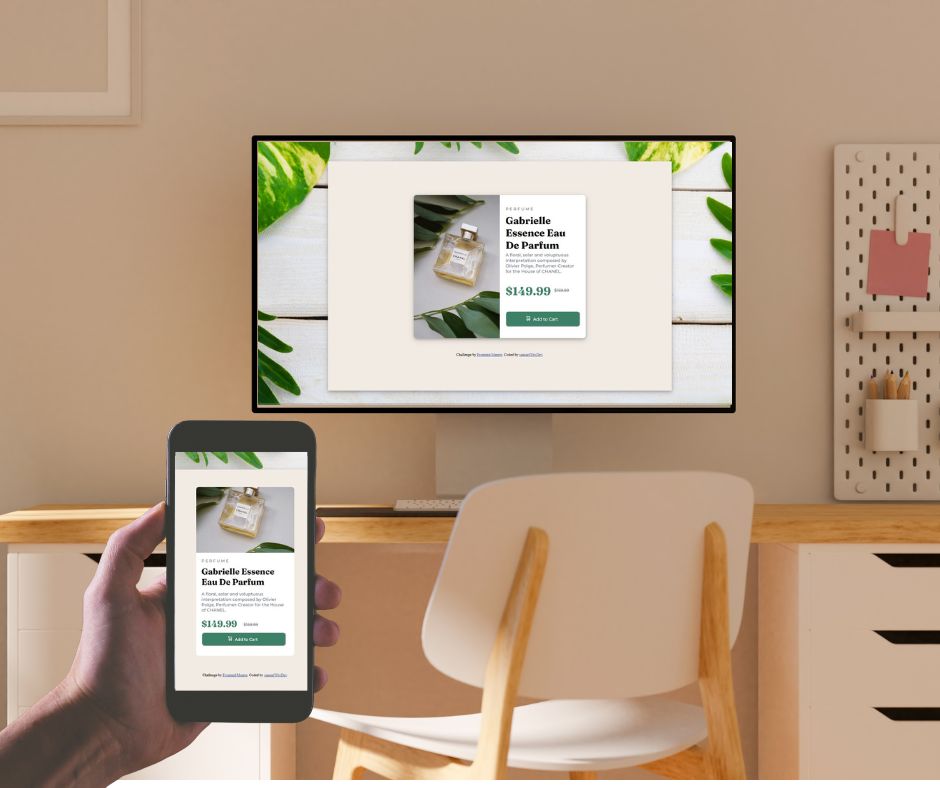 PERFUME
Gabrielle
Essence Eau
De Parfum
A floral, solar and voluptuous
interpretation composed by
Olivier Polge, Perfumer-Creator
for the House of CHANEL.
$149.99 $169.99
Add to Cart
Challenge by Frontend Mentor. Coded by
PERFUME
Gabrielle Essence
Eau De Parfum
A floral, solar and voluptuous
interpretation composed by Olivier
Polge, Perfumer-Creator for the House
of CHANEL.
$149.99 $169.99
Add to Cart
Challenge by Frontend Mentor. Coded by